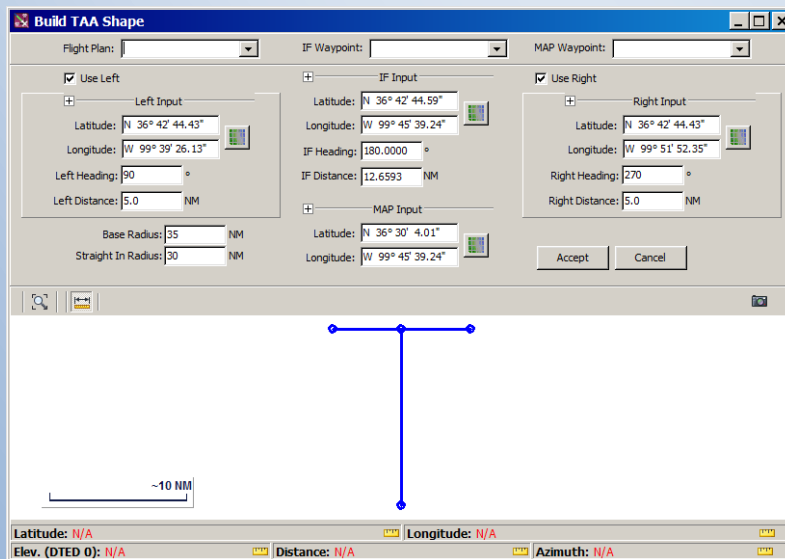 Build TAA Shape
Flight Plan: IF Waypoint: MAP Waypoint:
Use Left
Left Input
Latitude: N 36° 42' 44.43"
Longitude: W 99° 39' 26.13"
Left Heading: 90 °
Left Distance: 5.0 NM
Base Radius: 35 NM
Straight In Radius: 30 NM
IF Input
Latitude: N 36° 42' 44.59"
Longitude: W 99° 45' 39.24"
IF Heading: 180.0000 °
IF Distance: 12.6593 NM
MAP Input
Latitude: N 36° 30' 4.01"
Longitude: W 99° 45' 39.24"
Use Right
Right Input
Latitude: N 36° 42' 44.43"
Longitude: W 99° 51' 52.35"
Right Heading: 270 °
Right Distance: 5.0 NM
Accept Cancel
~10 NM
Latitude: N/A Longitude: N/A
Elev. (DTED 0): N/A Distance: N/A Azimuth: N/A